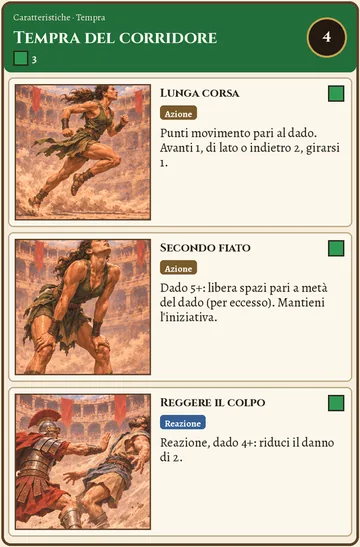 Caratteristiche · Tempra
Tempra del corridore
4
3
Lunga corsa
Azione
Punti movimento pari al dado.
Avanti 1, di lato o indietro 2, girarsi
1.
Secondo fiato
Azione
Dado 5+: libera spazi pari a metà
del dado (per eccesso). Mantieni
l'iniziativa.
Reggere il colpo
Reazione
Reazione, dado 4+: riduci il danno
di 2.